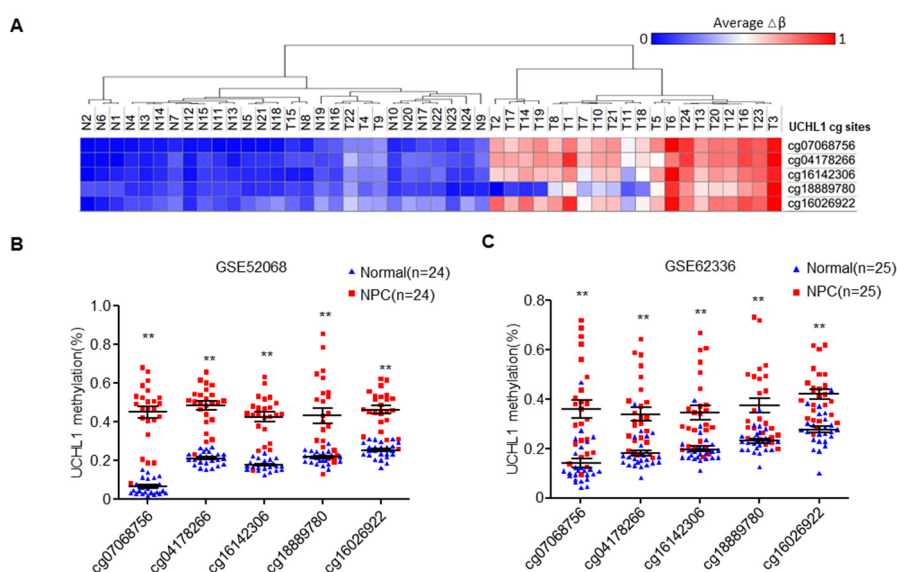 A
Average △β
0 1
N2 N6 N1 N4 N3 N14 N7 N12 N15 N11 N13 N5 N21 N18 T15 N8 N19 N16 T22 T4 T9 N10 N20 N17 N22 N23 N24 N9 T2 T17 T14 T19 T8 T1 T7 T10 T21 T11 T18 T5 T6 T24 T13 T20 T12 T16 T23 T3
UCHL1 cg sites
cg07068756
cg04178266
cg16142306
cg18889780
cg16026922
B
GSE52068
Normal(n=24)
NPC(n=24)
UCHL1 methylation(%)
1.0
0.8
0.6
0.4
0.2
0
** ** ** ** **
cg07068756 cg04178266 cg16142306 cg18889780 cg16026922
C
GSE62336
Normal(n=25)
NPC(n=25)
UCHL1 methylation(%)
0.8
0.6
0.4
0.2
0
** ** ** ** **
cg07068756 cg04178266 cg16142306 cg18889780 cg16026922